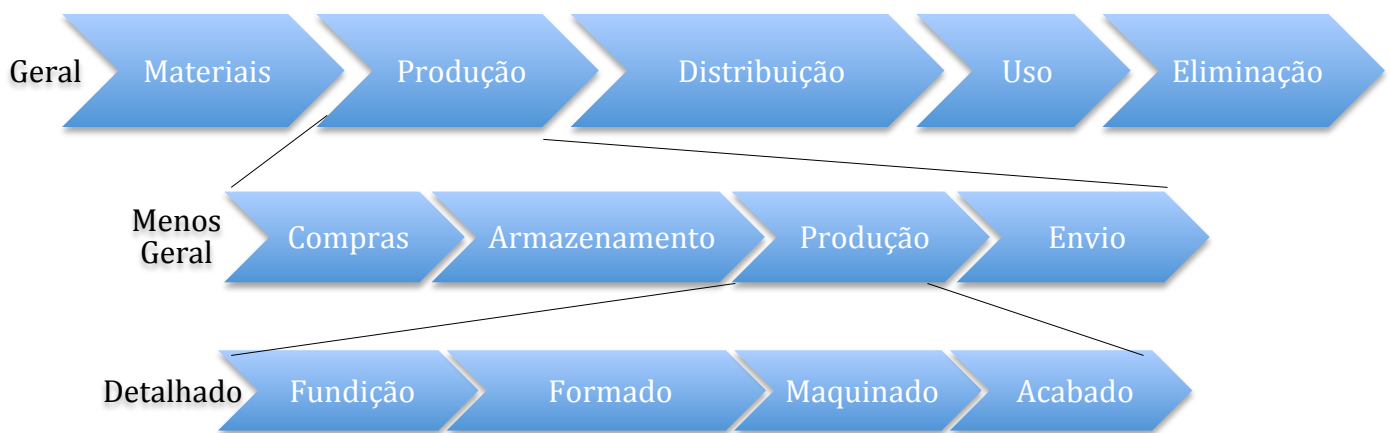 Geral
Materiais
Produção
Distribuição
Uso
Eliminação
Menos
Geral
Compras
Armazenamento
Produção
Envio
Detalhado
Fundição
Formado
Maquinado
Acabado